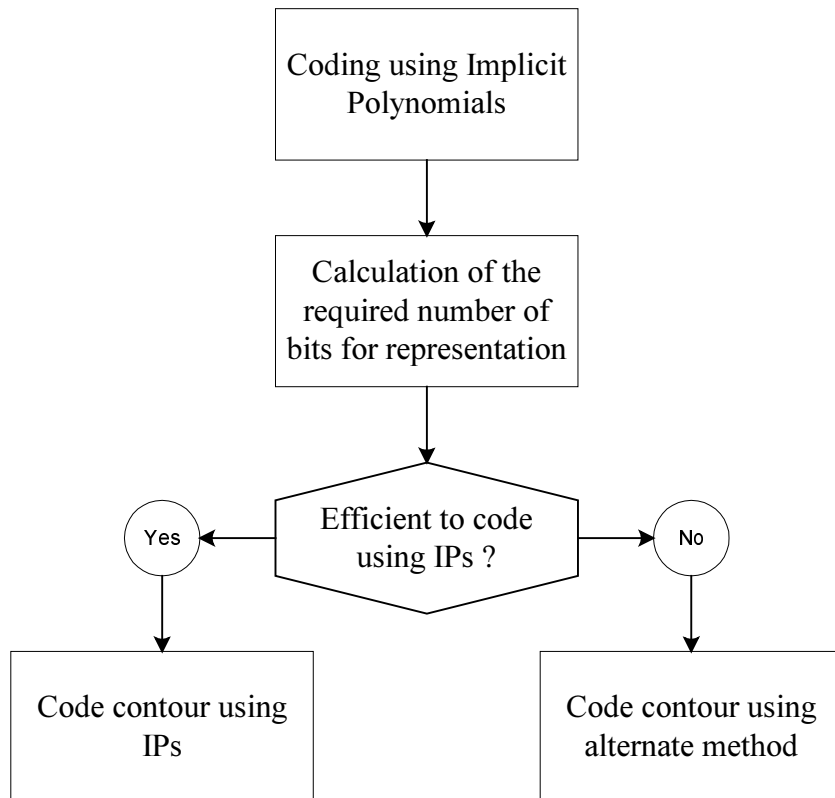 Coding using Implicit
Polynomials
Calculation of the
required number of
bits for representation
Efficient to code
using IPs ?
Yes
No
Code contour using
IPs
Code contour using
alternate method